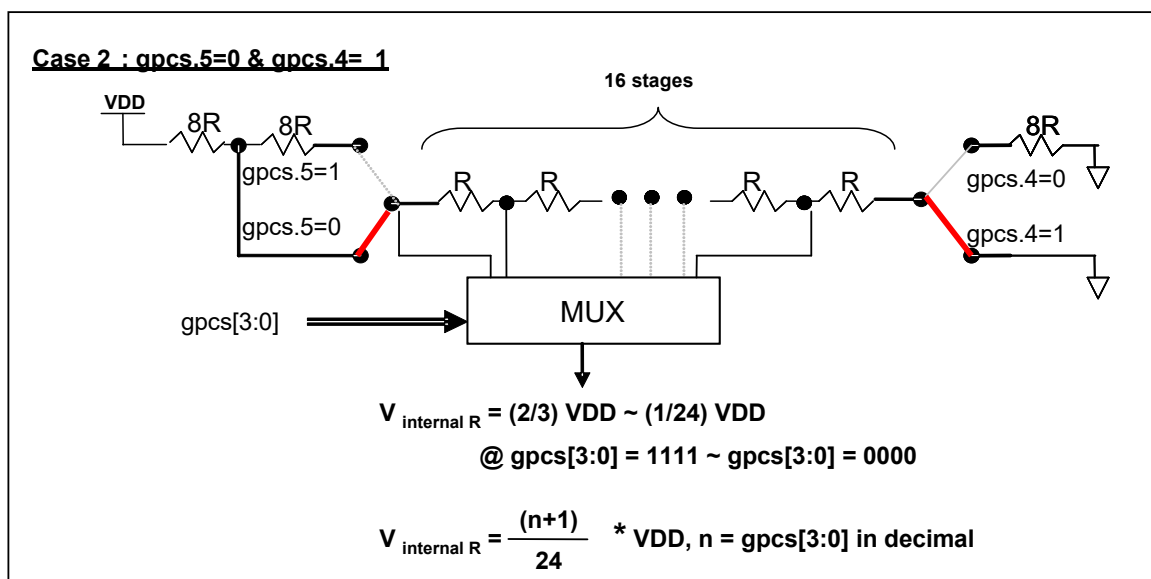 Case 2 : gpcs.5=0 & gpcs.4= 1
16 stages
VDD
8R 8R 8R
gpcs.5=1 R R R R gpcs.4=0
gpcs.5=0 gpcs.4=1
MUX
gpcs[3:0]
V internal R = (2/3) VDD ~ (1/24) VDD
@ gpcs[3:0] = 1111 ~ gpcs[3:0] = 0000
V internal R = (n+1) / 24 * VDD, n = gpcs[3:0] in decimal